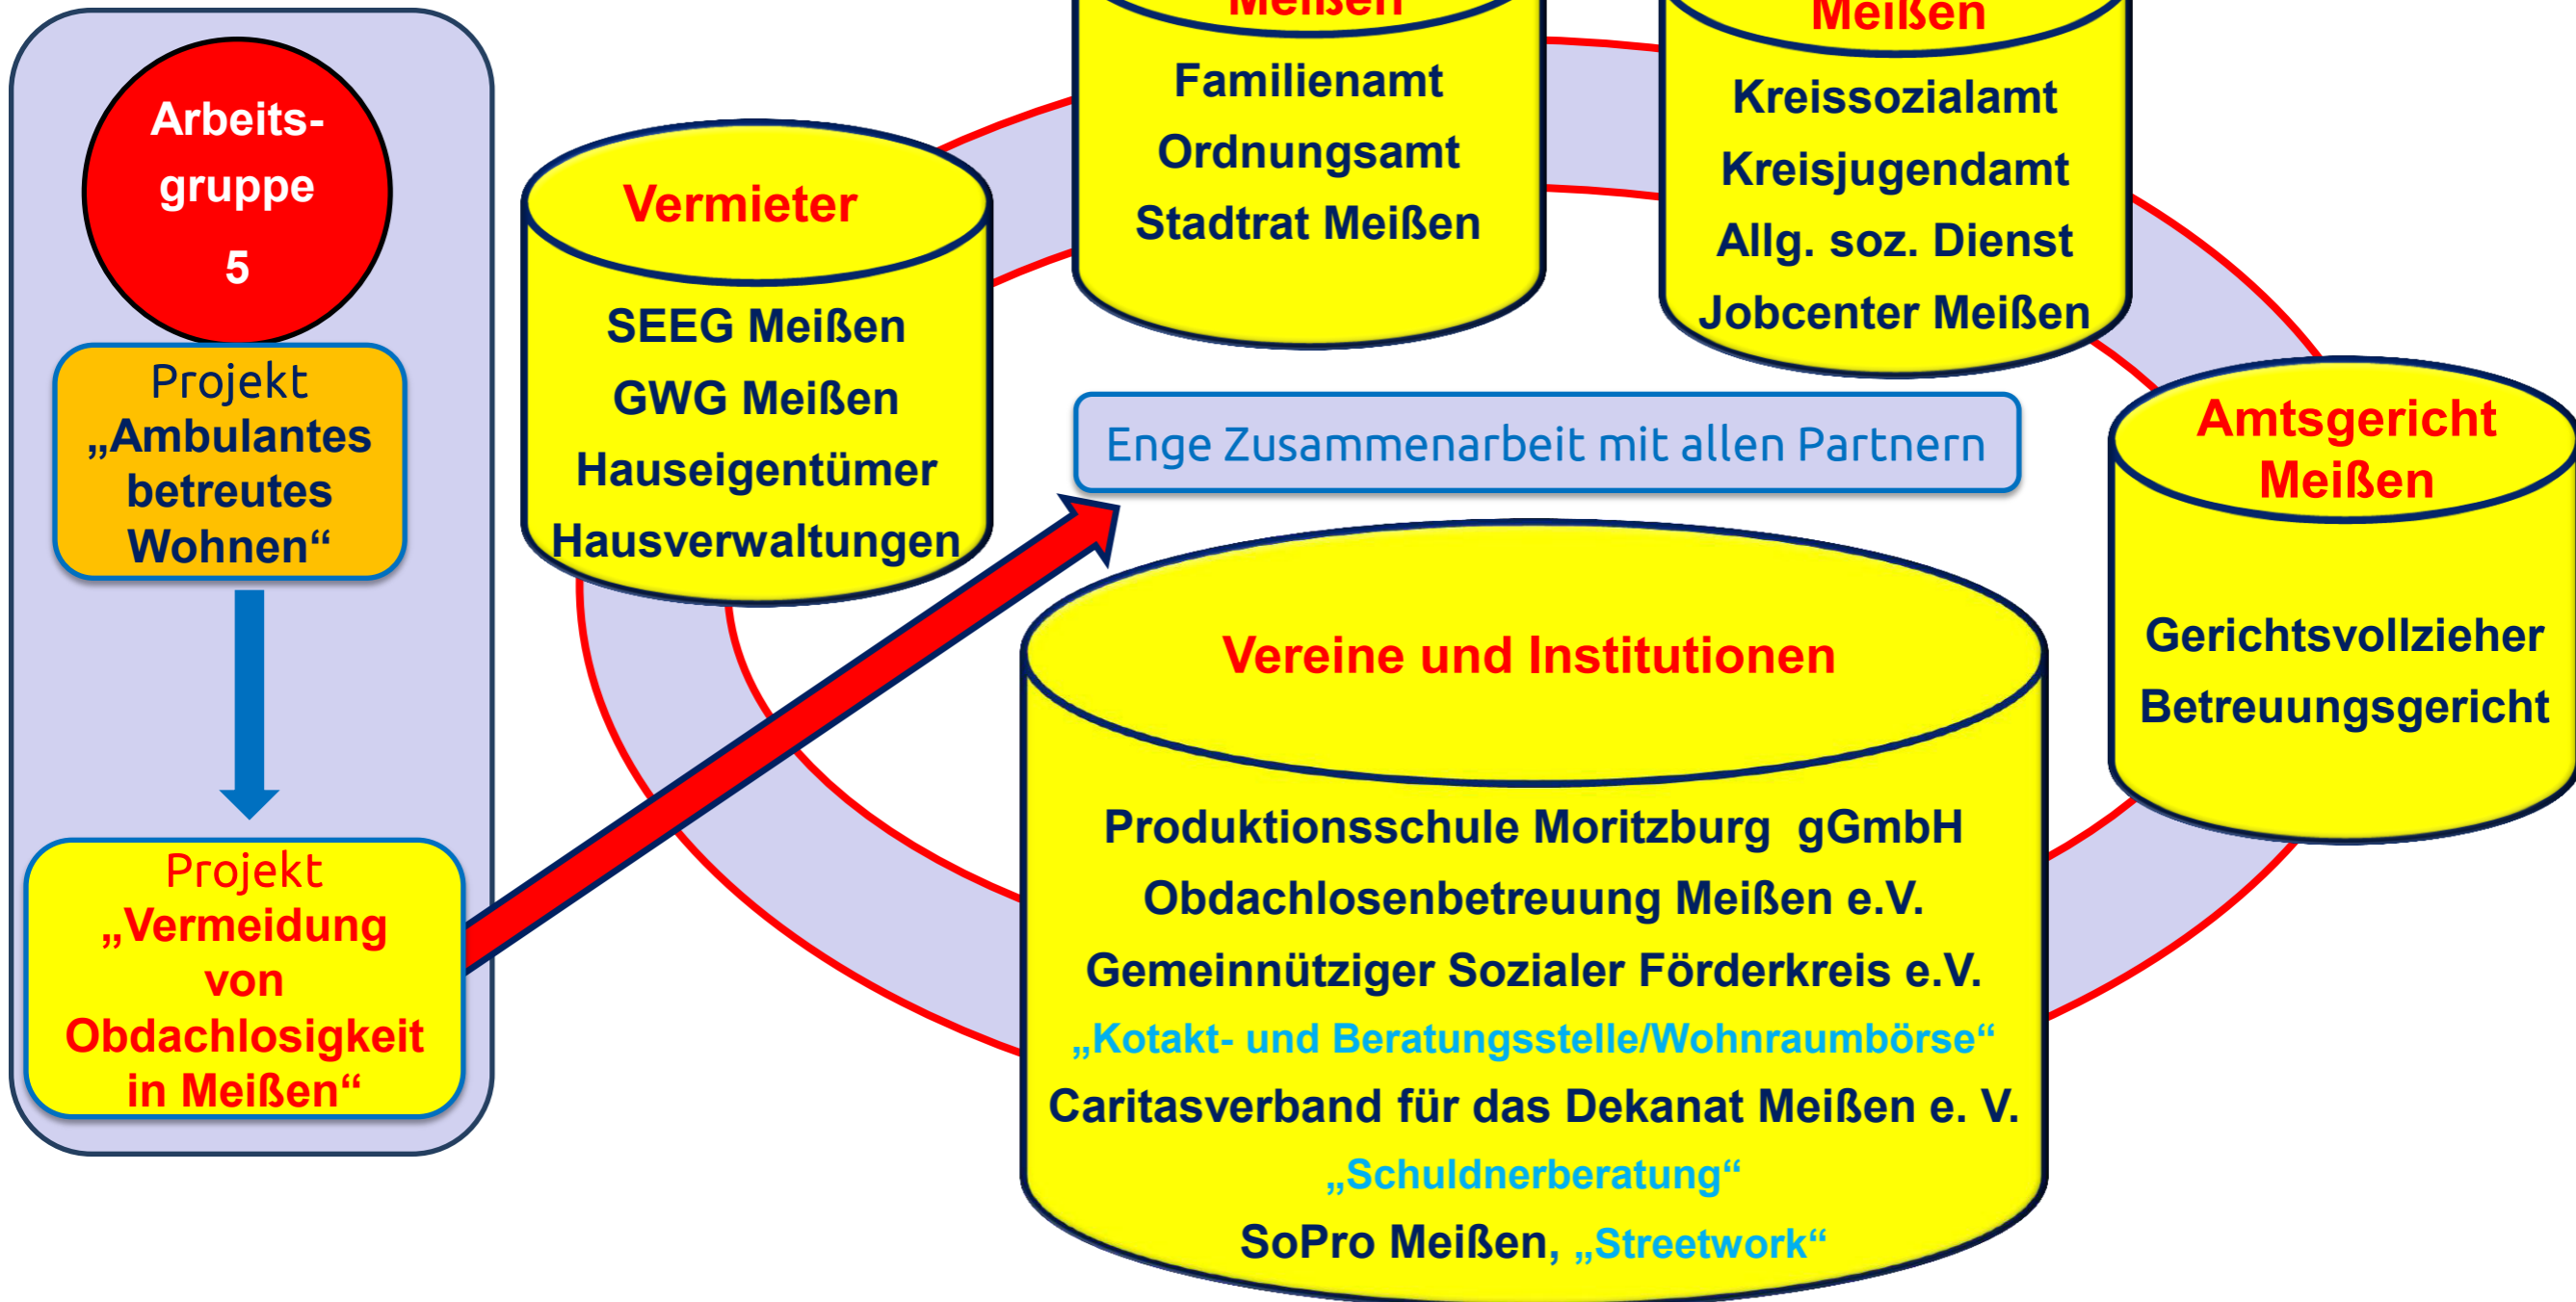 Arbeits-
gruppe
5
Projekt
„Ambulantes
betreutes
Wohnen“
Projekt
„Vermeidung
von
Obdachlosigkeit
in Meißen“
Vermieter
SEEG Meißen
GWG Meißen
Hauseigentümer
Hausverwaltungen
Meißen
Familienamt
Ordnungsamt
Stadtrat Meißen
Meißen
Kreissozialamt
Kreisjugendamt
Allg. soz. Dienst
Jobcenter Meißen
Enge Zusammenarbeit mit allen Partnern
Amtsgericht
Meißen
Gerichtsvollzieher
Betreuungsgericht
Vereine und Institutionen
Produktionsschule Moritzburg gGmbH
Obdachlosenbetreuung Meißen e.V.
Gemeinnütziger Sozialer Förderkreis e.V.
„Kotakt- und Beratungsstelle/Wohnraumbörse“
Caritasverband für das Dekanat Meißen e. V.
„Schuldnerberatung“
SoPro Meißen, „Streetwork“